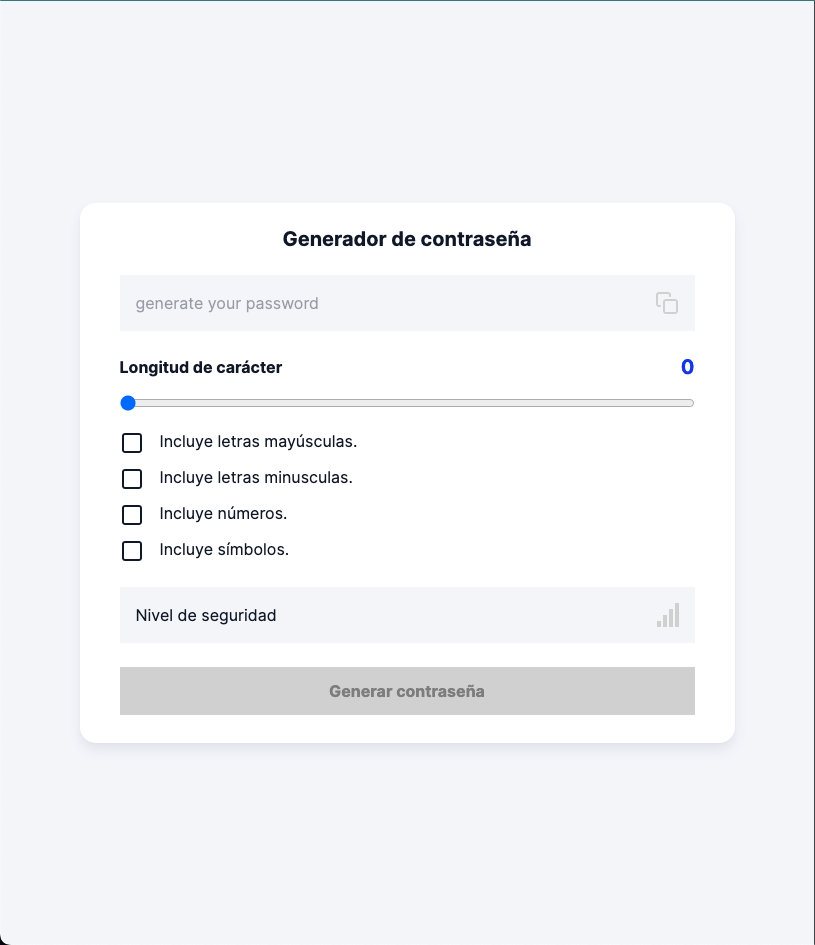 Generador de contraseña
generate your password
Longitud de carácter 0
Incluye letras mayúsculas.
Incluye letras minusculas.
Incluye números.
Incluye símbolos.
Nivel de seguridad
Generar contraseña